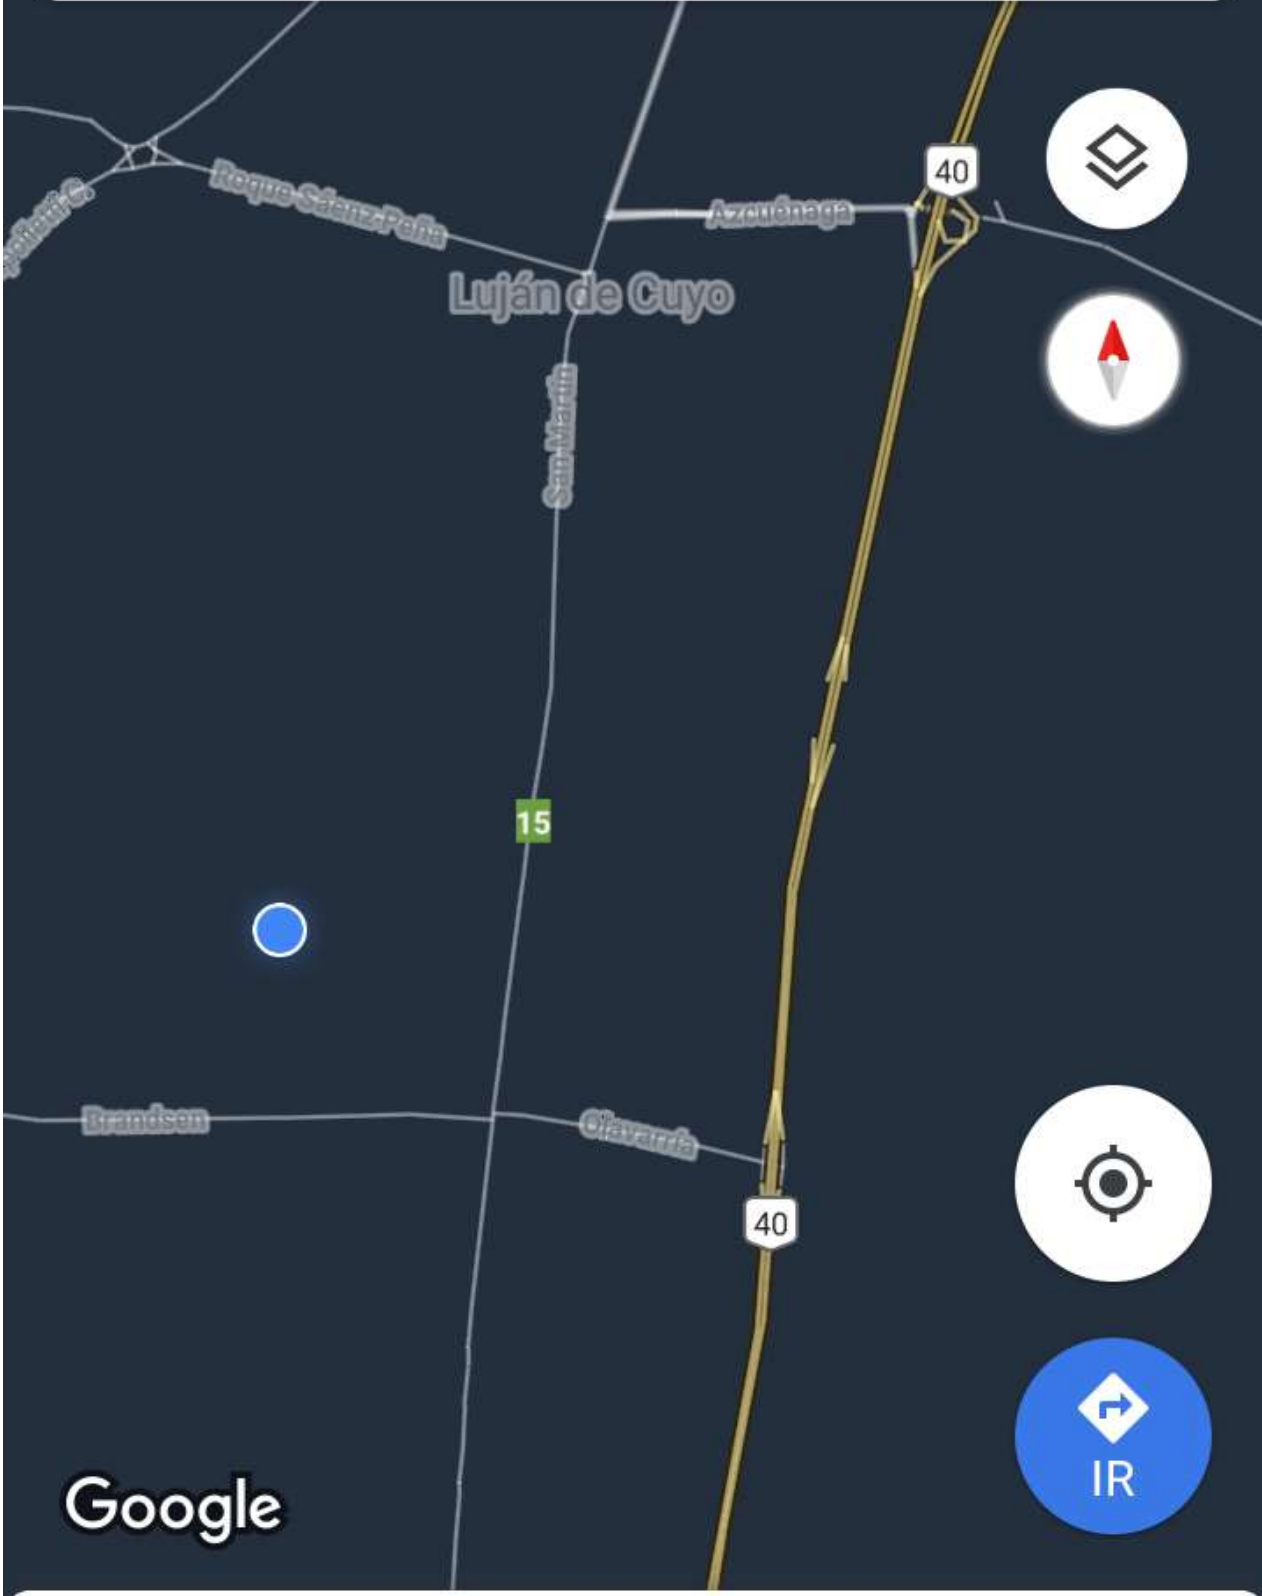 40
Roque Sáenz Peña
Azcuénaga
Luján de Cuyo
San Martín
15
Brandsen
Olavarría
40
IR
Google